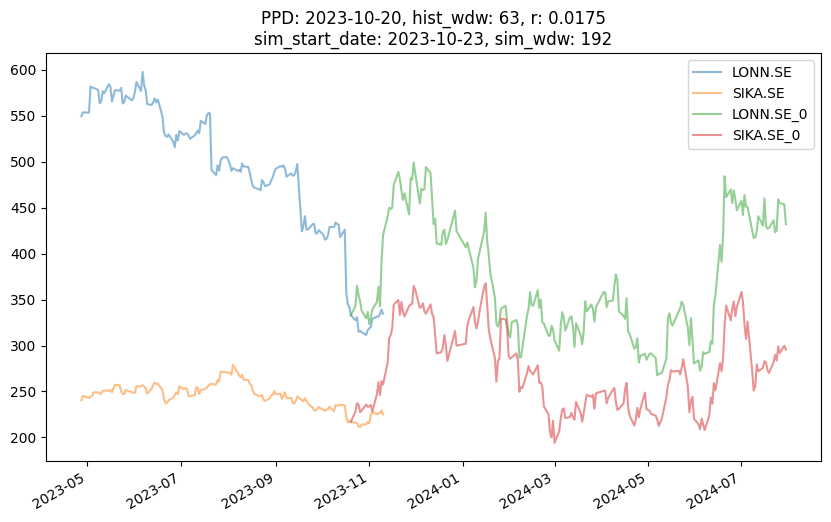 PPD: 2023-10-20, hist_wdw: 63, r: 0.0175
sim_start_date: 2023-10-23, sim_wdw: 192
LONN.SE
SIKA.SE
LONN.SE_0
SIKA.SE_0
600
550
500
450
400
350
300
250
200
2023-05
2023-07
2023-09
2023-11
2024-01
2024-03
2024-05
2024-07